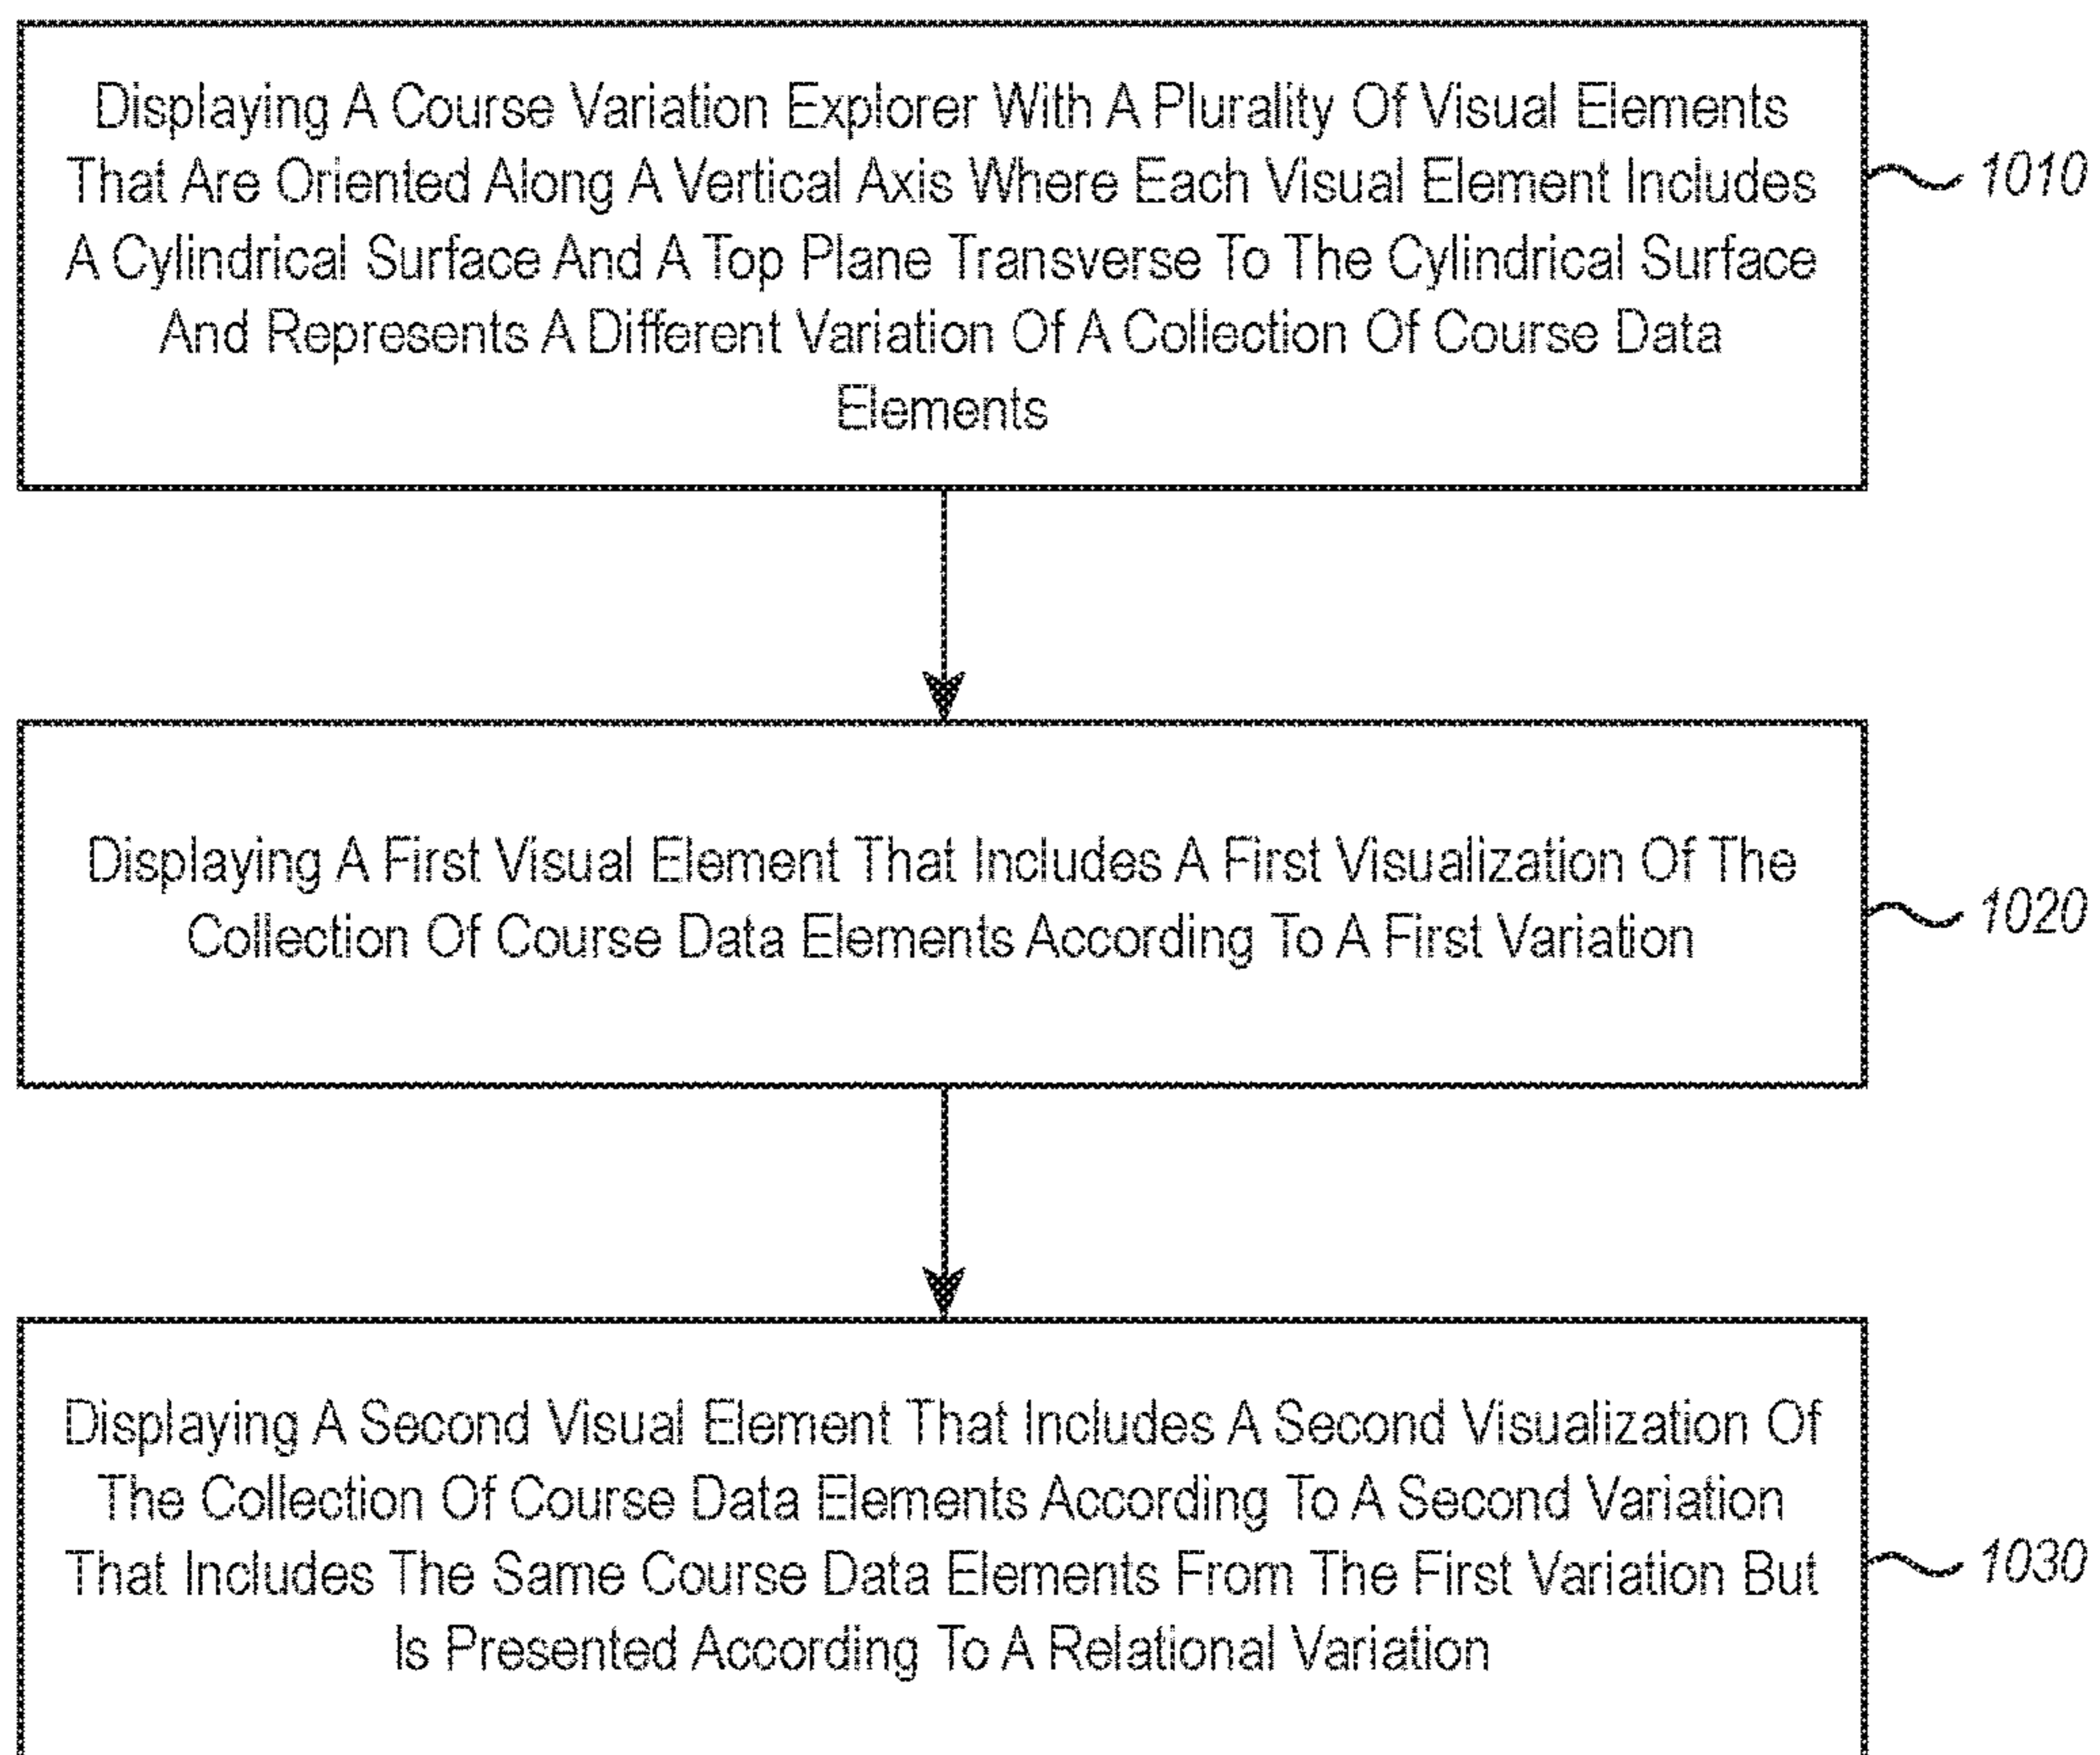 Displaying A Course Variation Explorer With A Plurality Of Visual Elements
That Are Oriented Along A Vertical Axis Where Each Visual Element Includes
A Cylindrical Surface And A Top Plane Transverse To The Cylindrical Surface
And Represents A Different Variation Of A Collection Of Course Data
Elements
1010
Displaying A First Visual Element That Includes A First Visualization Of The
Collection Of Course Data Elements According To A First Variation
1020
Displaying A Second Visual Element That Includes A Second Visualization Of
The Collection Of Course Data Elements According To A Second Variation
That Includes The Same Course Data Elements From The First Variation But
Is Presented According To A Relational Variation
1030